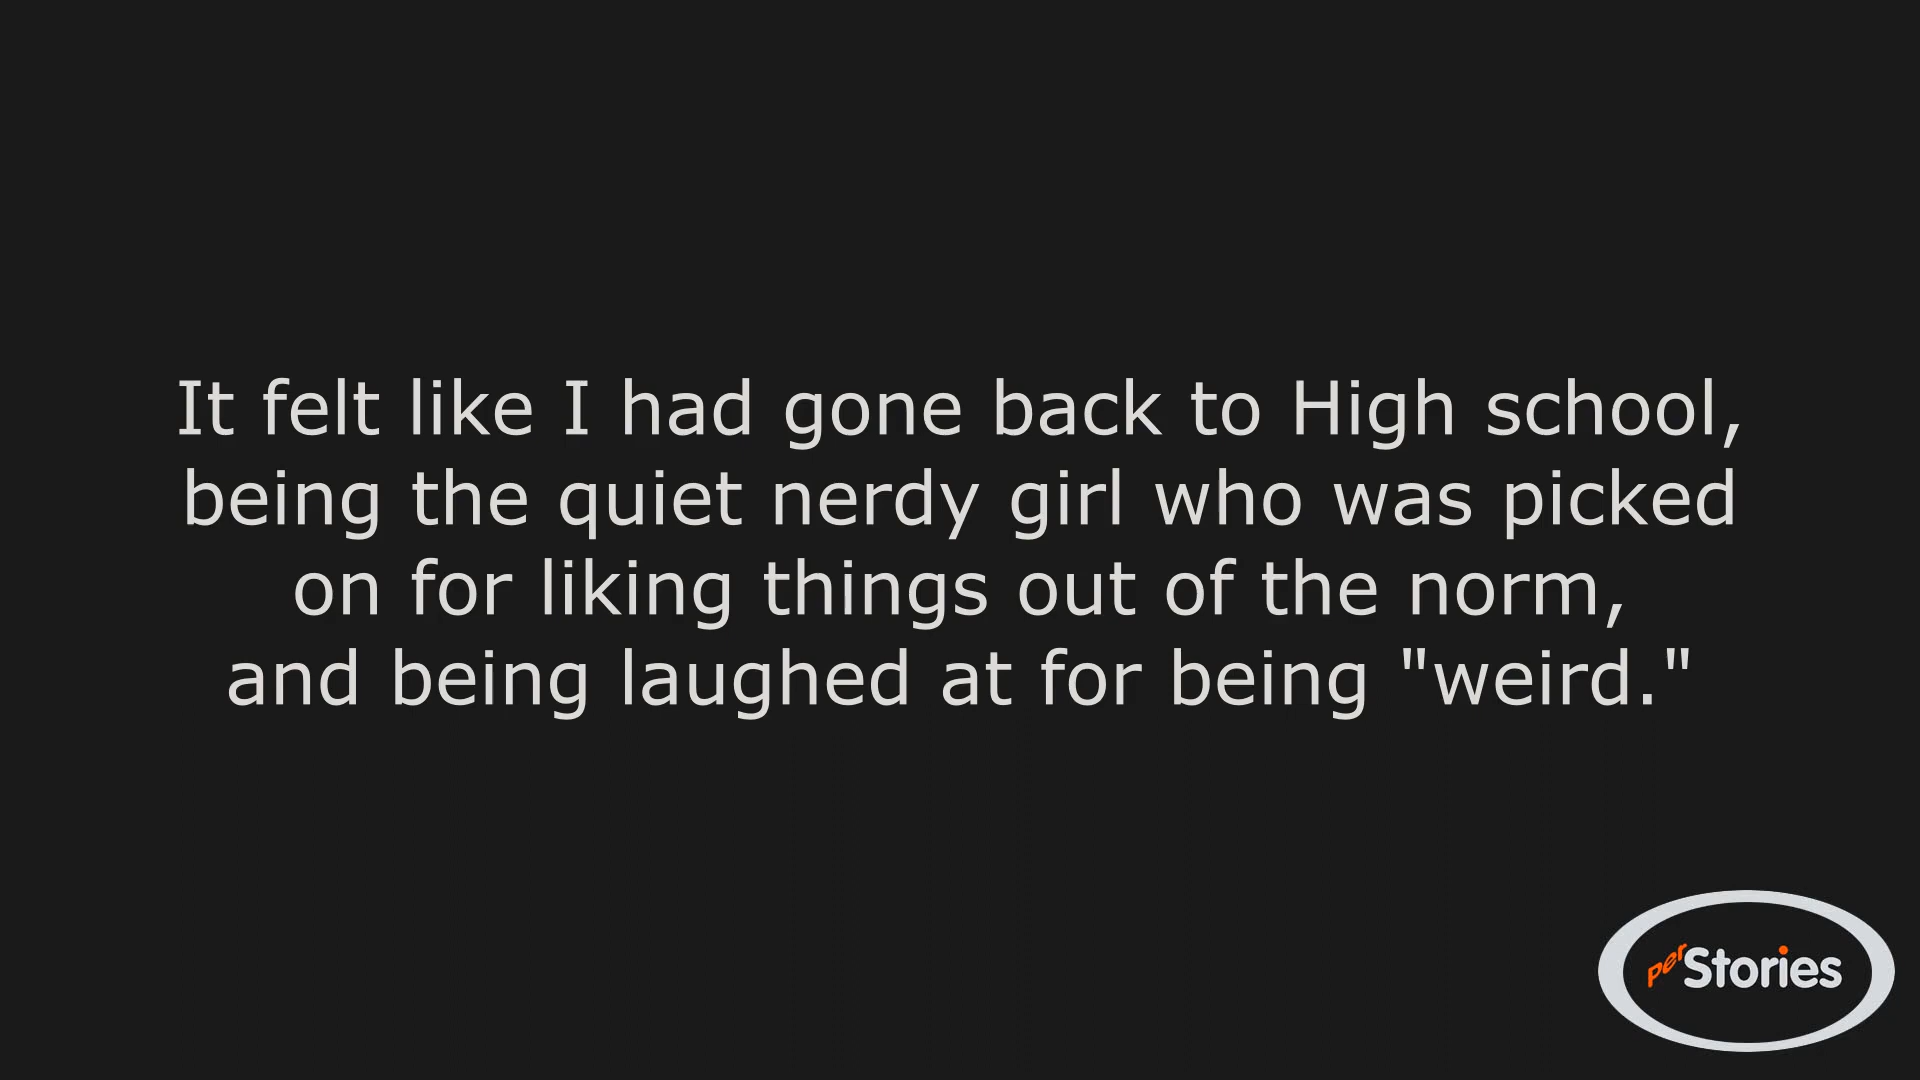 It felt like I had gone back to High school,
being the quiet nerdy girl who was picked
on for liking things out of the norm,
and being laughed at for being "weird."
perStories